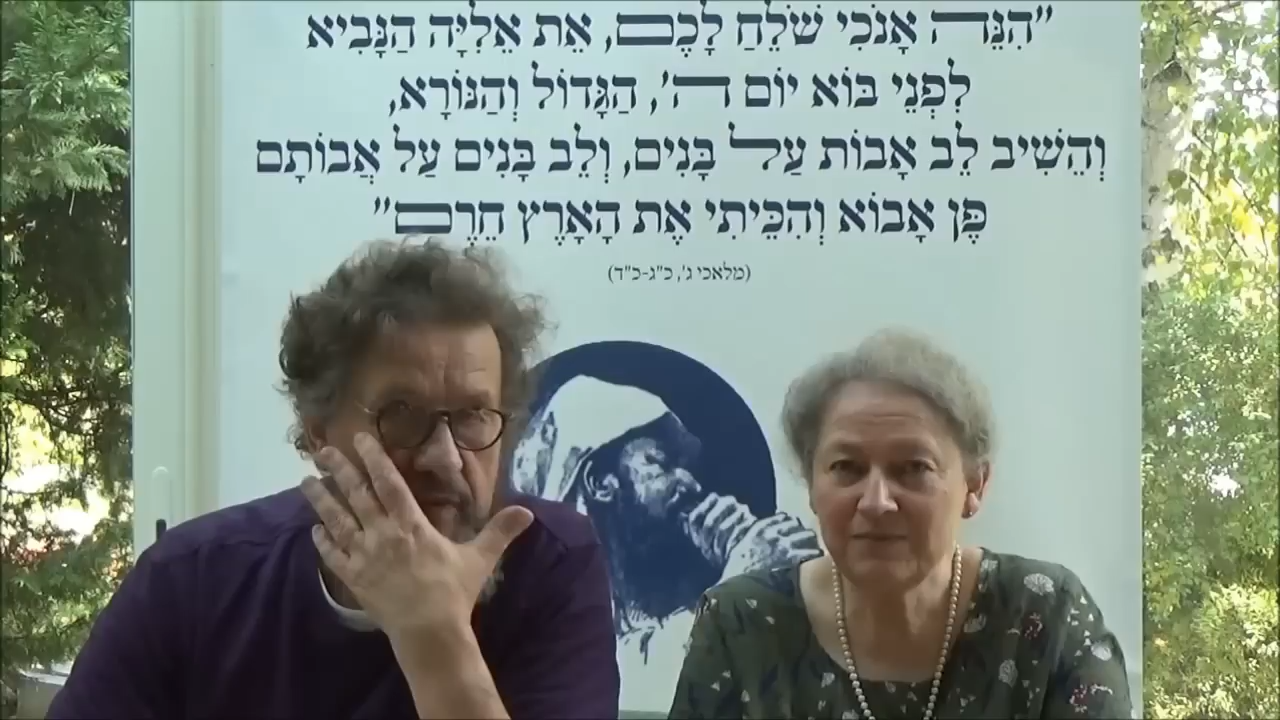 "הִנֵּה אָנֹכִי שֹׁלֵחַ לָכֶם, אֵת אֵלִיָּה הַנָּבִיא
לִפְנֵי בּוֹא יוֹם ה', הַגָּדוֹל וְהַנּוֹרָא,
וְהֵשִׁיב לֵב אָבוֹת עַל בָּנִים, וְלֵב בָּנִים עַל אֲבוֹתָם
פֶּן אָבוֹא וְהִכֵּיתִי אֶת הָאָרֶץ חֵרֶם"
(מלאכי ג', כ"ג-כ"ד)